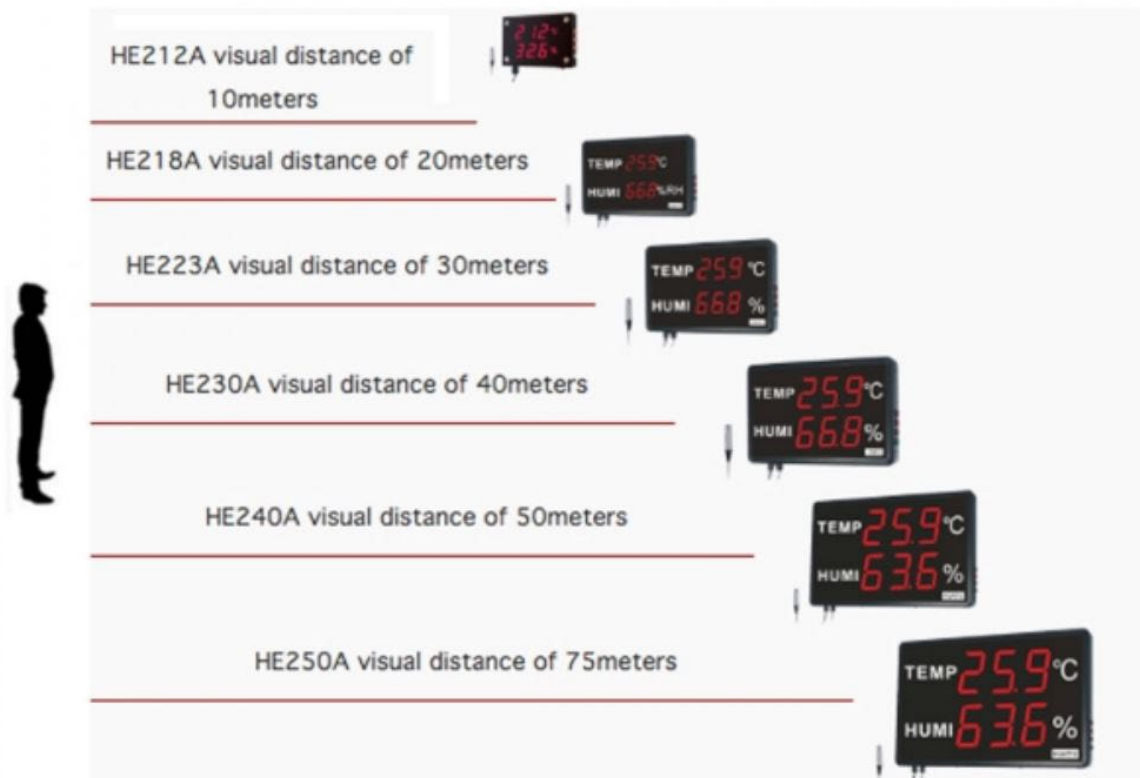 HE212A visual distance of
10meters
212℃
32.6
HE218A visual distance of 20meters
TEMP 25.9℃
HUMI 66.8%RH
HE223A visual distance of 30meters
TEMP 25.9 ℃
HUMI 66.8 %
HE230A visual distance of 40meters
TEMP 25.9℃
HUMI 66.8%
HE240A visual distance of 50meters
TEMP 25.9℃
HUMI 63.6%
HE250A visual distance of 75meters
TEMP 25.9℃
HUMI 63.6%